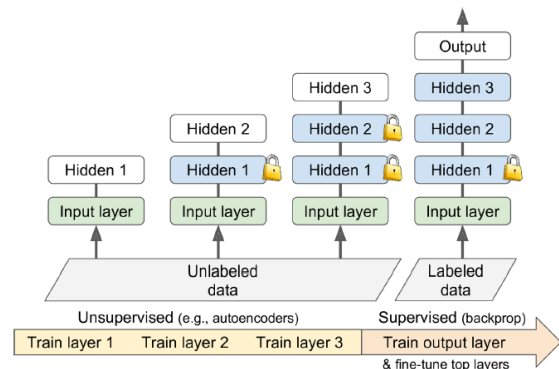 Output
Hidden 3
Hidden 3
Hidden 2
Hidden 2
Hidden 2
Hidden 1
Hidden 1
Hidden 1
Hidden 1
Input layer
Input layer
Input layer
Input layer
Unlabeled
data
Labeled
data
Unsupervised (e.g., autoencoders)
Supervised (backprop)
Train layer 1
Train layer 2
Train layer 3
Train output layer
& fine-tune top layers